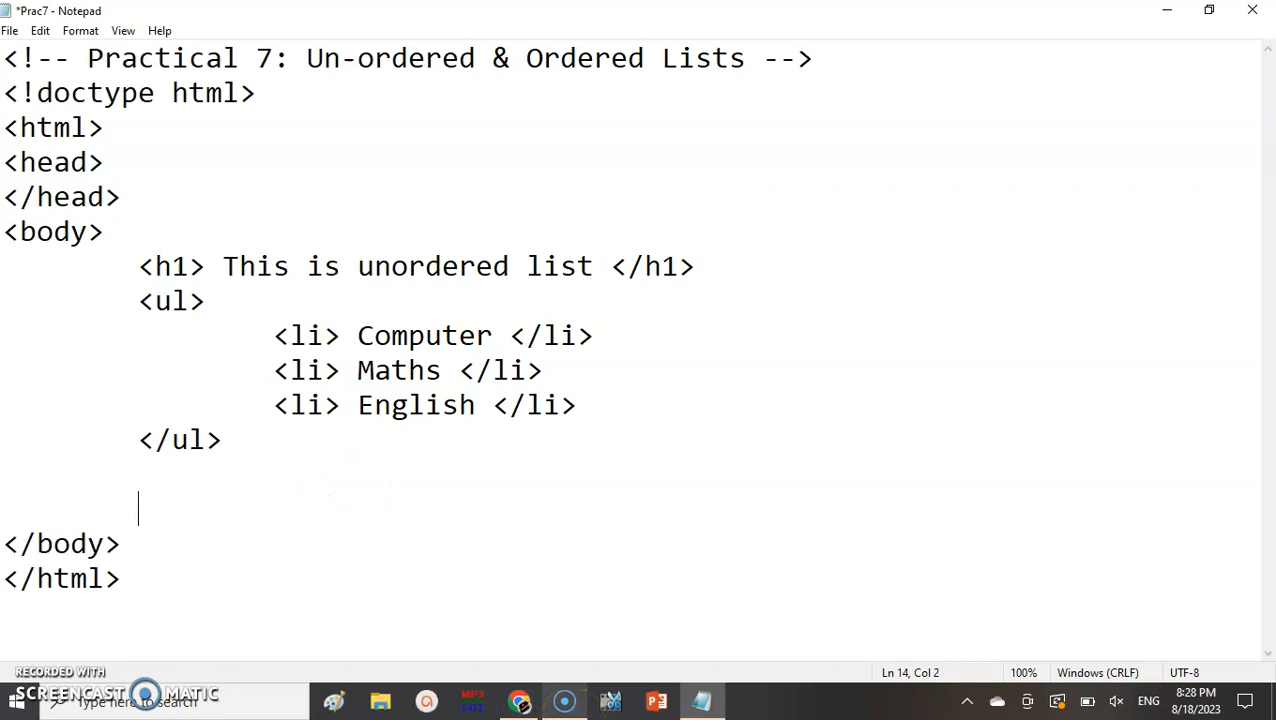 *Prac7 - Notepad
File Edit Format View Help
<!-- Practical 7: Un-ordered & Ordered Lists -->
<!doctype html>
<html>
<head>
</head>
<body>
<h1> This is unordered list </h1>
<ul>
<li> Computer </li>
<li> Maths </li>
<li> English </li>
</ul>
</body>
</html>
Ln 14, Col 2 100% Windows (CRLF) UTF-8
RECORDED WITH
SCREENCAST MATIC
Type here to search
MP3
CUT
ENG
8:28 PM
8/18/2023